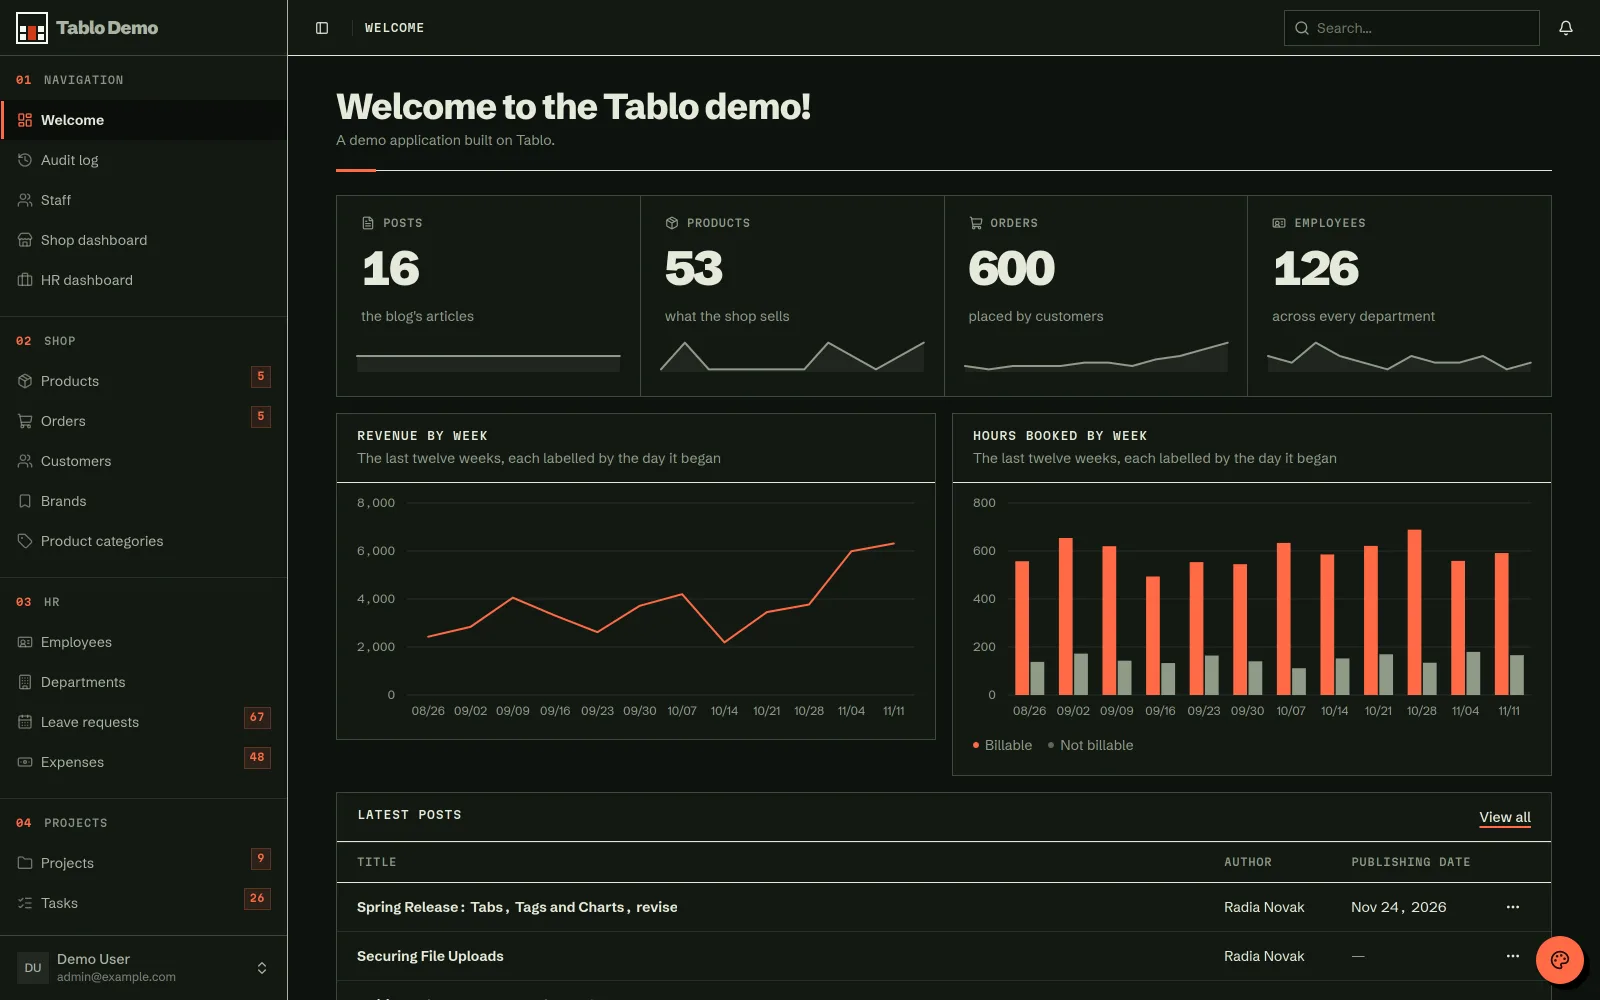 Tablo Demo
WELCOME
Search...
01 NAVIGATION
Welcome
Audit log
Staff
Shop dashboard
HR dashboard
02 SHOP
Products 5
Orders 5
Customers
Brands
Product categories
03 HR
Employees
Departments
Leave requests 67
Expenses 48
04 PROJECTS
Projects 9
Tasks 26
DU
Demo User
admin@example.com
Welcome to the Tablo demo!
A demo application built on Tablo.
POSTS
16
the blog's articles
PRODUCTS
53
what the shop sells
ORDERS
600
placed by customers
EMPLOYEES
126
across every department
REVENUE BY WEEK
The last twelve weeks, each labelled by the day it began
8,000
6,000
4,000
2,000
0
08/26 09/02 09/09 09/16 09/23 09/30 10/07 10/14 10/21 10/28 11/04 11/11
HOURS BOOKED BY WEEK
The last twelve weeks, each labelled by the day it began
800
600
400
200
0
08/26 09/02 09/09 09/16 09/23 09/30 10/07 10/14 10/21 10/28 11/04 11/11
Billable Not billable
LATEST POSTS
View all
TITLE AUTHOR PUBLISHING DATE
Spring Release: Tabs, Tags and Charts, revise Radia Novak Nov 24, 2026
Securing File Uploads Radia Novak —